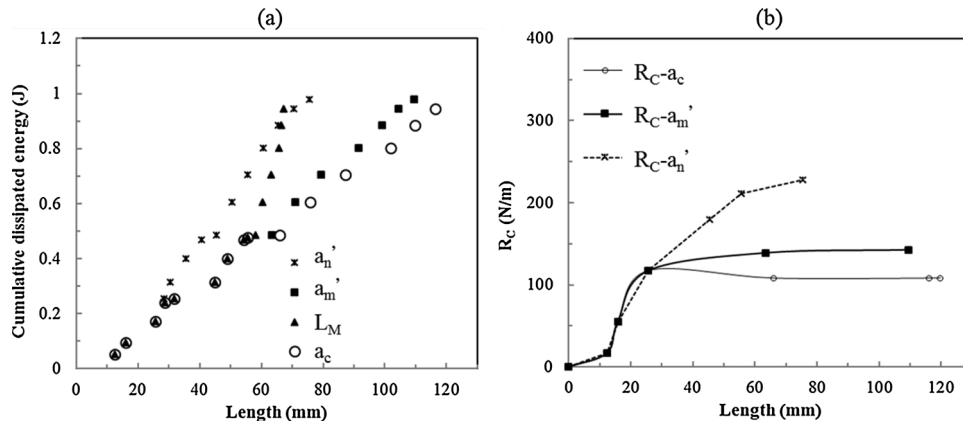 (a)
1.2
1
0.8
0.6
0.4
0.2
0
Cumulative dissipated energy (J)
0 20 40 60 80 100 120
Length (mm)
an'
am'
LM
ac
(b)
400
300
200
100
0
RC (N/m)
0 20 40 60 80 100 120
Length (mm)
RC-ac
RC-am'
RC-an'